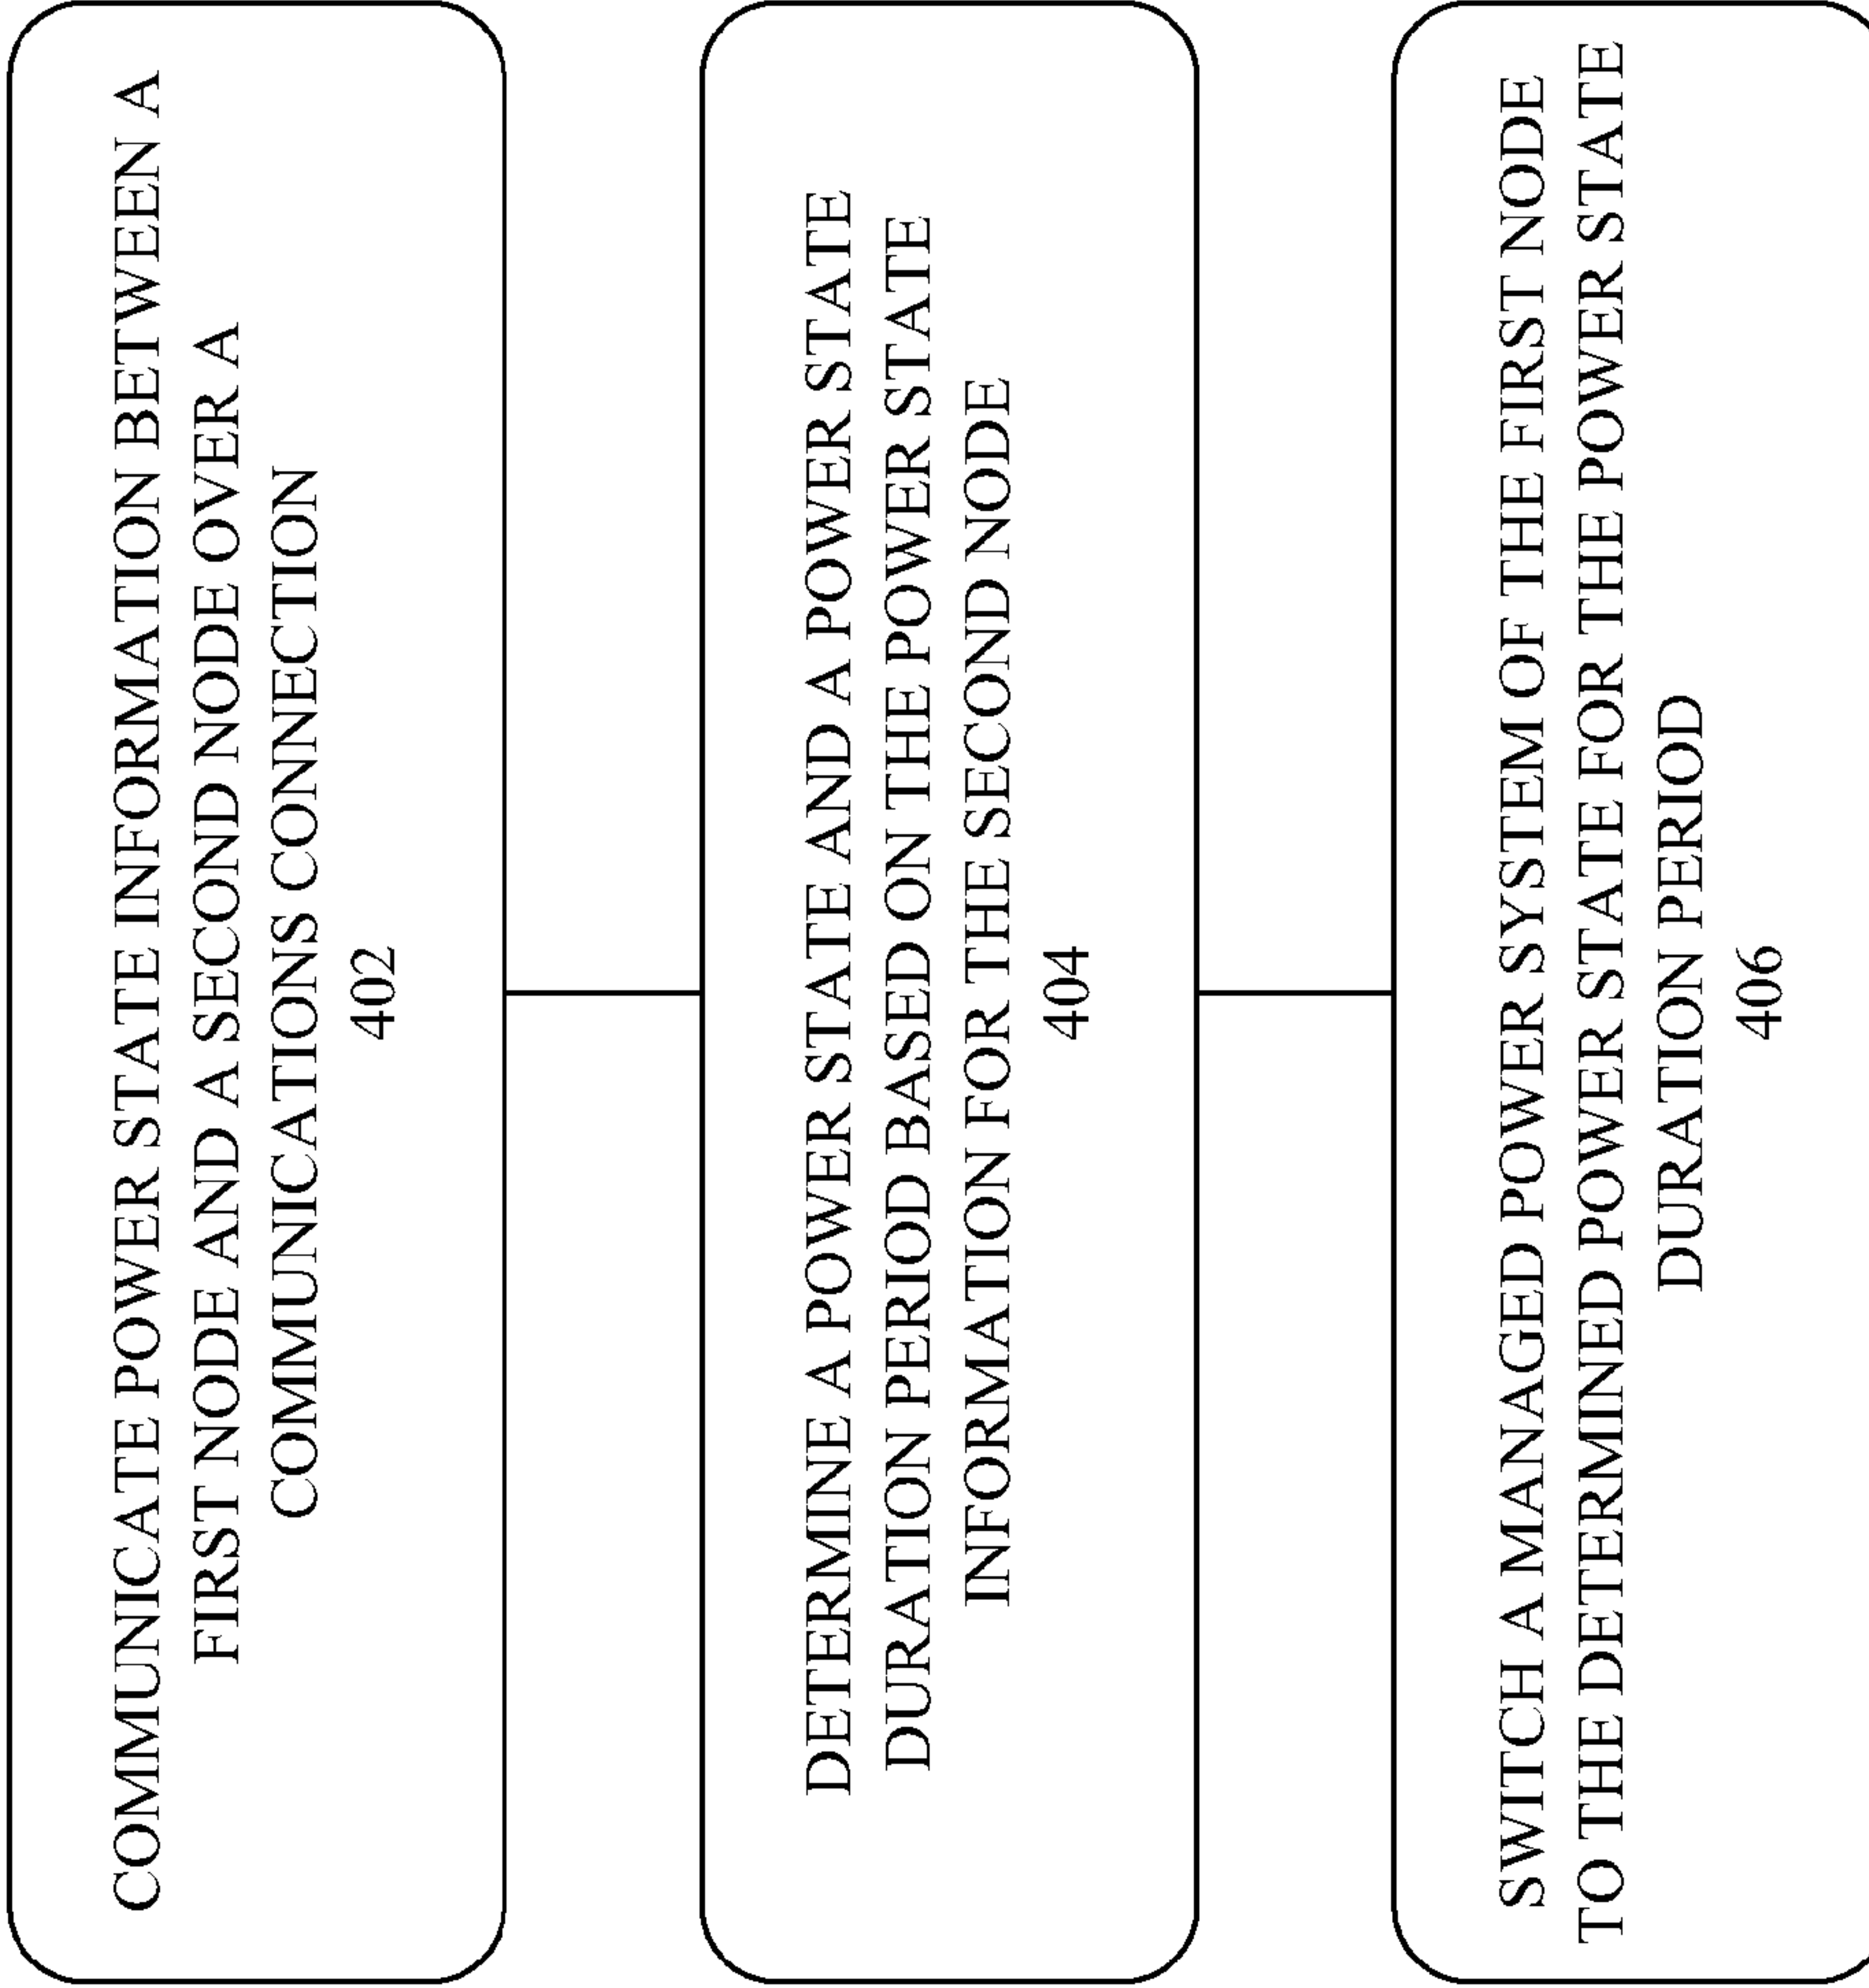 COMMUNICATE POWER STATE INFORMATION BETWEEN A
FIRST NODE AND A SECOND NODE OVER A
COMMUNICATIONS CONNECTION
402
DETERMINE A POWER STATE AND A POWER STATE
DURATION PERIOD BASED ON THE POWER STATE
INFORMATION FOR THE SECOND NODE
404
SWITCH A MANAGED POWER SYSTEM OF THE FIRST NODE
TO THE DETERMINED POWER STATE FOR THE POWER STATE
DURATION PERIOD
406